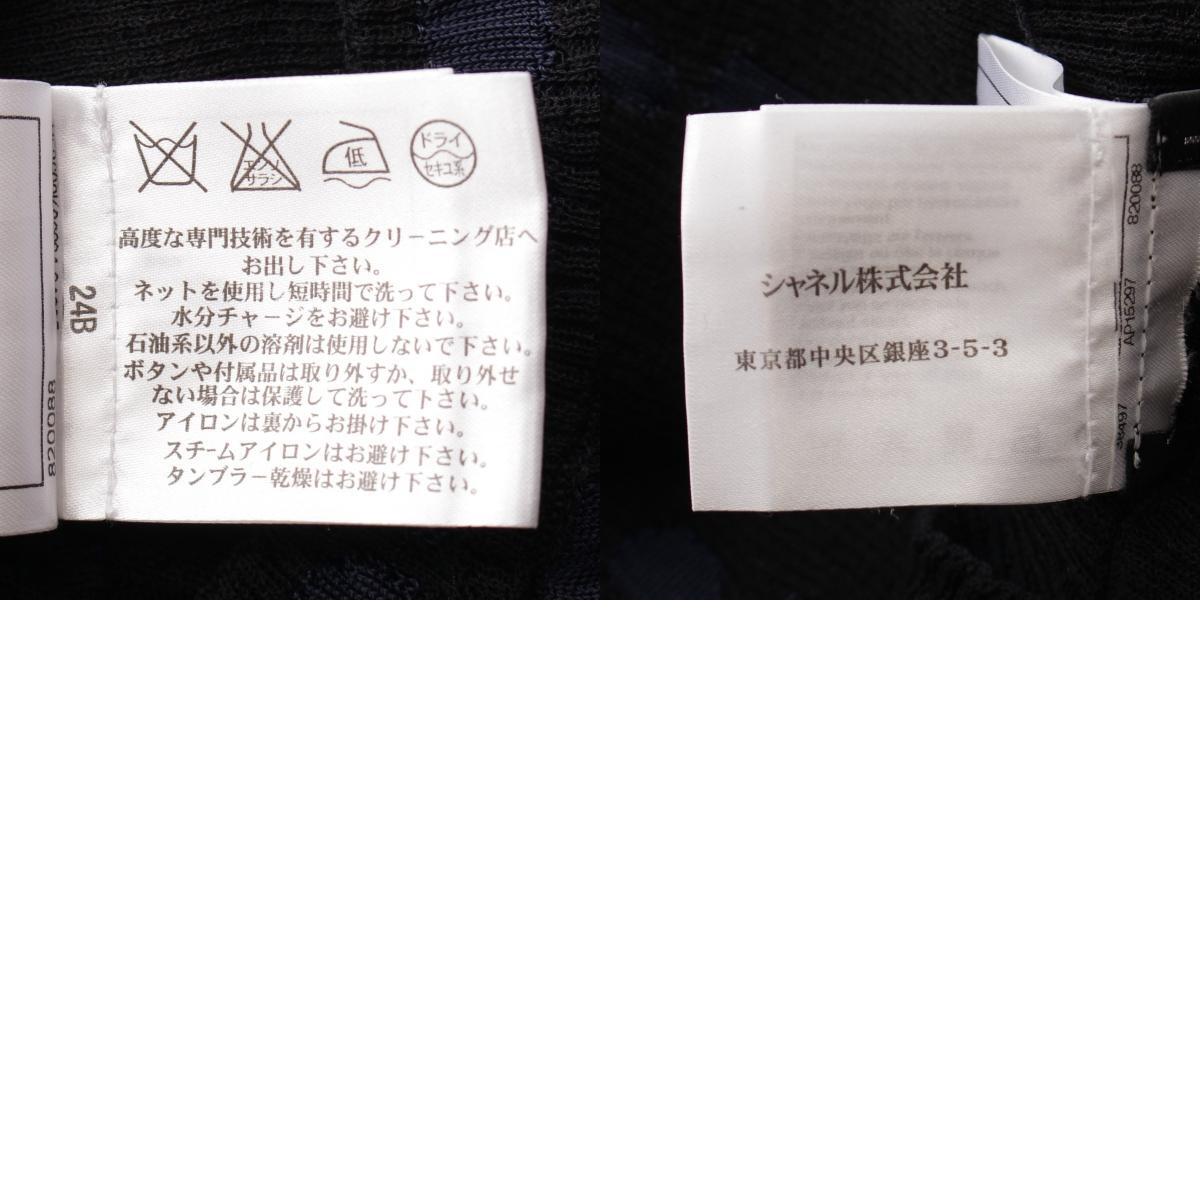 エンソ
サラシ
低
ドライ
セキユ系
高度な専門技術を有するクリーニング店へ
お出し下さい。
ネットを使用し短時間で洗って下さい。
水分チャージをお避け下さい。
石油系以外の溶剤は使用しないで下さい。
ボタンや付属品は取り外すか、取り外せ
ない場合は保護して洗って下さい。
アイロンは裏からお掛け下さい。
スチームアイロンはお避け下さい。
タンブラー乾燥はお避け下さい。
24B
820088
シャネル株式会社
東京都中央区銀座3-5-3
820088
AP15297